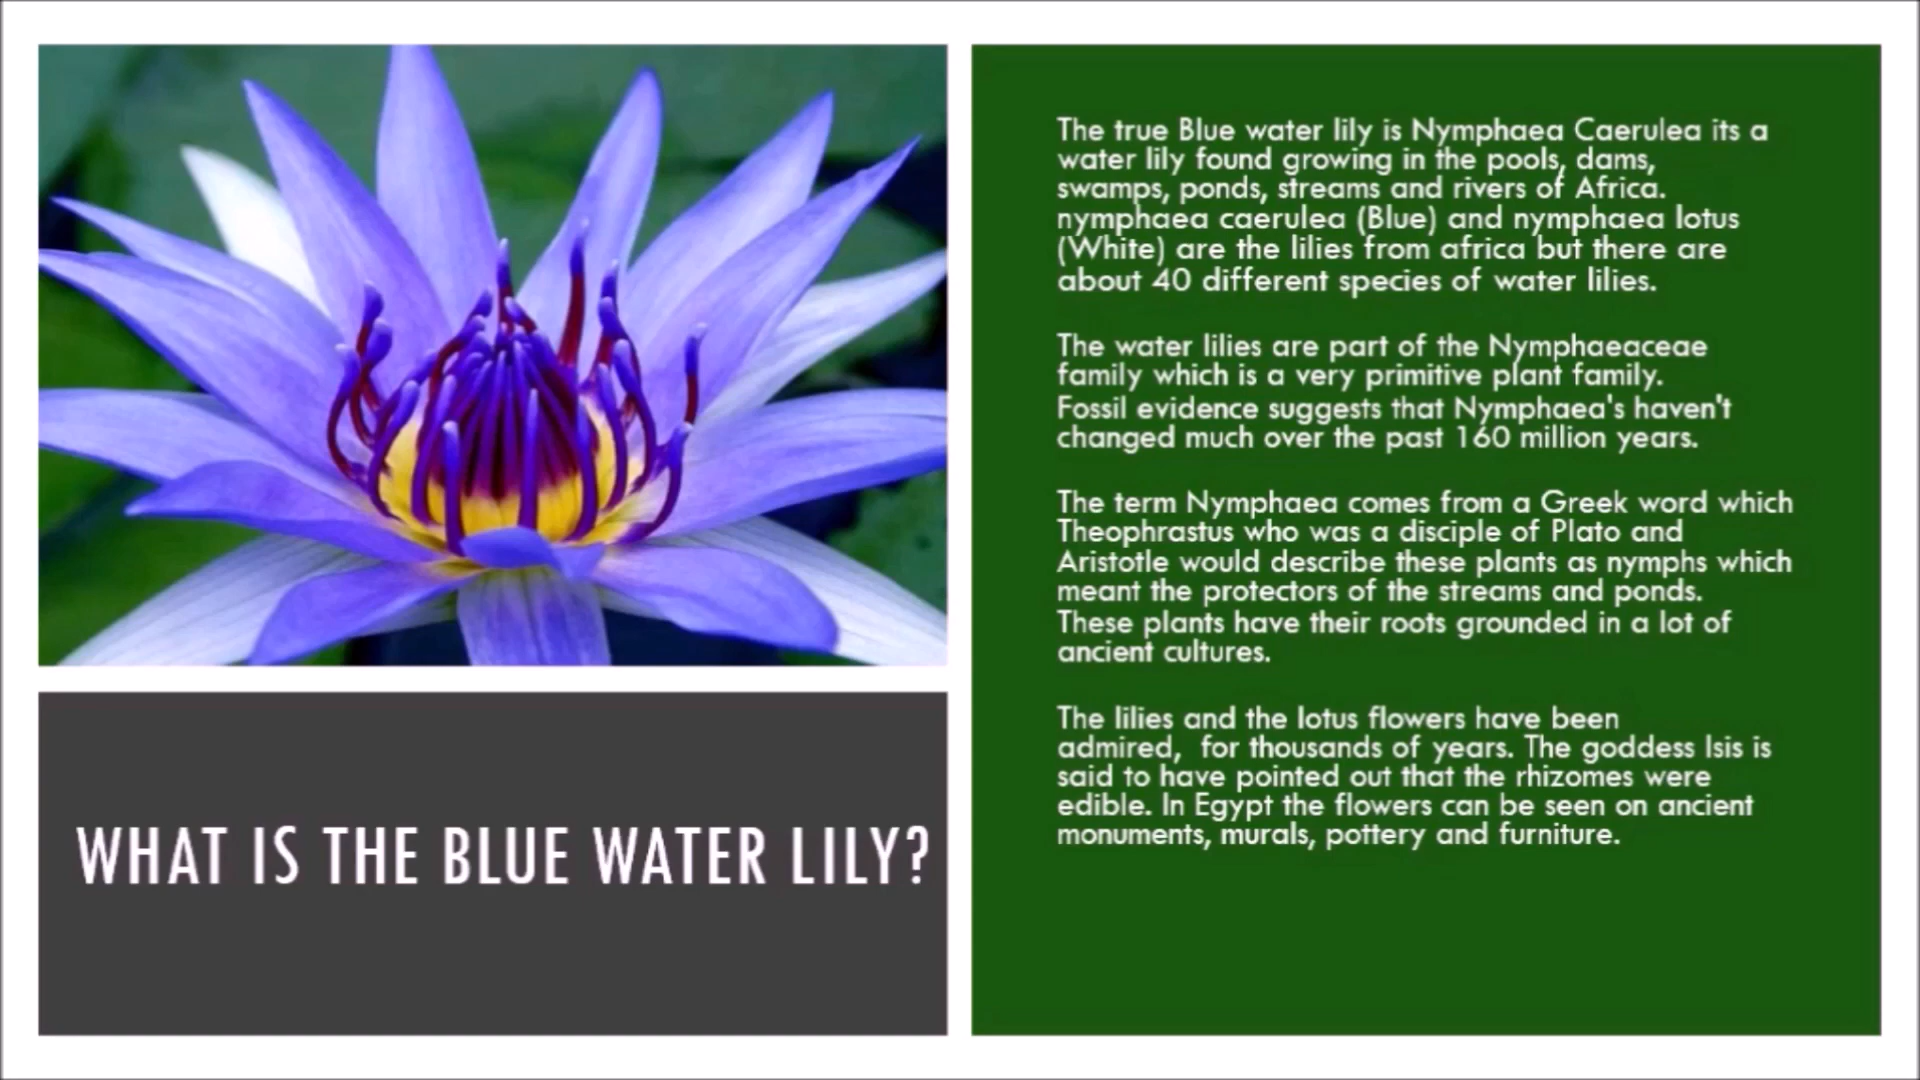 WHAT IS THE BLUE WATER LILY?
The true Blue water lily is Nymphaea Caerulea its a
water lily found growing in the pools, dams,
swamps, ponds, streams and rivers of Africa.
nymphaea caerulea (Blue) and nymphaea lotus
(White) are the lilies from africa but there are
about 40 different species of water lilies.
The water lilies are part of the Nymphaeaceae
family which is a very primitive plant family.
Fossil evidence suggests that Nymphaea's haven't
changed much over the past 160 million years.
The term Nymphaea comes from a Greek word which
Theophrastus who was a disciple of Plato and
Aristotle would describe these plants as nymphs which
meant the protectors of the streams and ponds.
These plants have their roots grounded in a lot of
ancient cultures.
The lilies and the lotus flowers have been
admired,  for thousands of years. The goddess Isis is
said to have pointed out that the rhizomes were
edible. In Egypt the flowers can be seen on ancient
monuments, murals, pottery and furniture.